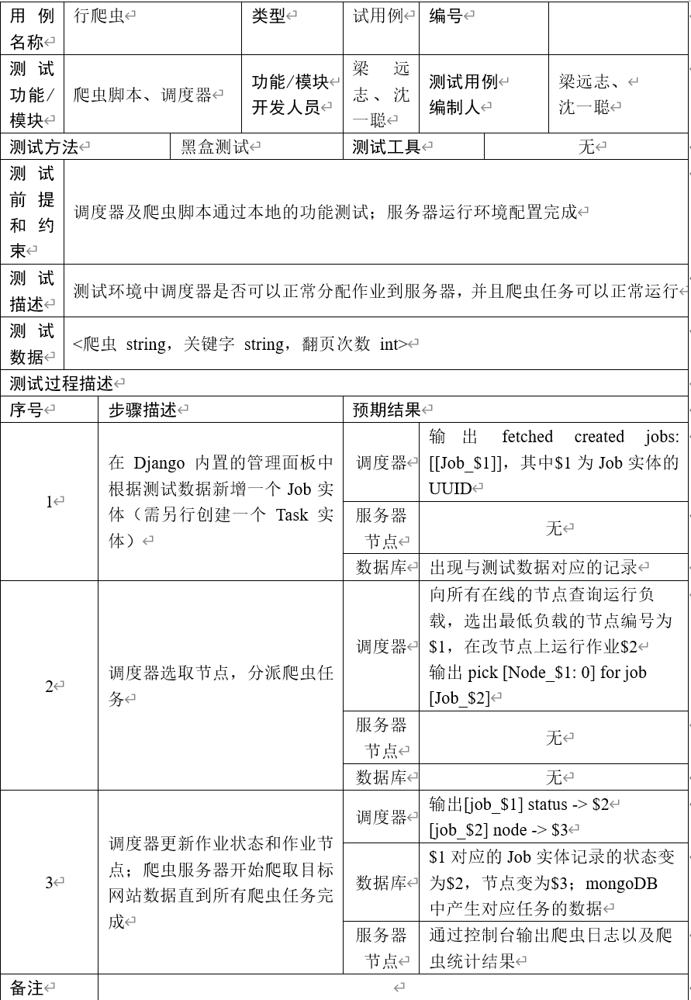 用例
名称
行爬虫
类型
试用例
编号
测试
功能/
模块
爬虫脚本、调度器
功能/模块
开发人员
梁远
志、沈
一聪
测试用例
编制人
梁远志、
沈一聪
测试方法
黑盒测试
测试工具
无
测试
前提
和约
束
调度器及爬虫脚本通过本地的功能测试；服务器运行环境配置完成
测试
描述
测试环境中调度器是否可以正常分配作业到服务器，并且爬虫任务可以正常运行
测试
数据
<爬虫 string，关键字 string，翻页次数 int>
测试过程描述
序号
步骤描述
预期结果
1
在 Django 内置的管理面板中
根据测试数据新增一个 Job 实
体（需另行创建一个 Task 实
体）
调度器
输出 fetched created jobs:
[[Job_$1]]，其中$1 为 Job 实体的
UUID
服务器
节点
无
数据库
出现与测试数据对应的记录
2
调度器选取节点，分派爬虫任
务
调度器
向所有在线的节点查询运行负
载，选出最低负载的节点编号为
$1，在改节点上运行作业$2
输出 pick [Node_$1: 0] for job
[Job_$2]
服务器
节点
无
数据库
无
3
调度器更新作业状态和作业节
点；爬虫服务器开始爬取目标
网站数据直到所有爬虫任务完
成
调度器
输出[job_$1] status -> $2
[job_$2] node -> $3
数据库
$1 对应的 Job 实体记录的状态变
为$2，节点变为$3；mongoDB
中产生对应任务的数据
服务器
节点
通过控制台输出爬虫日志以及爬
虫统计结果
备注